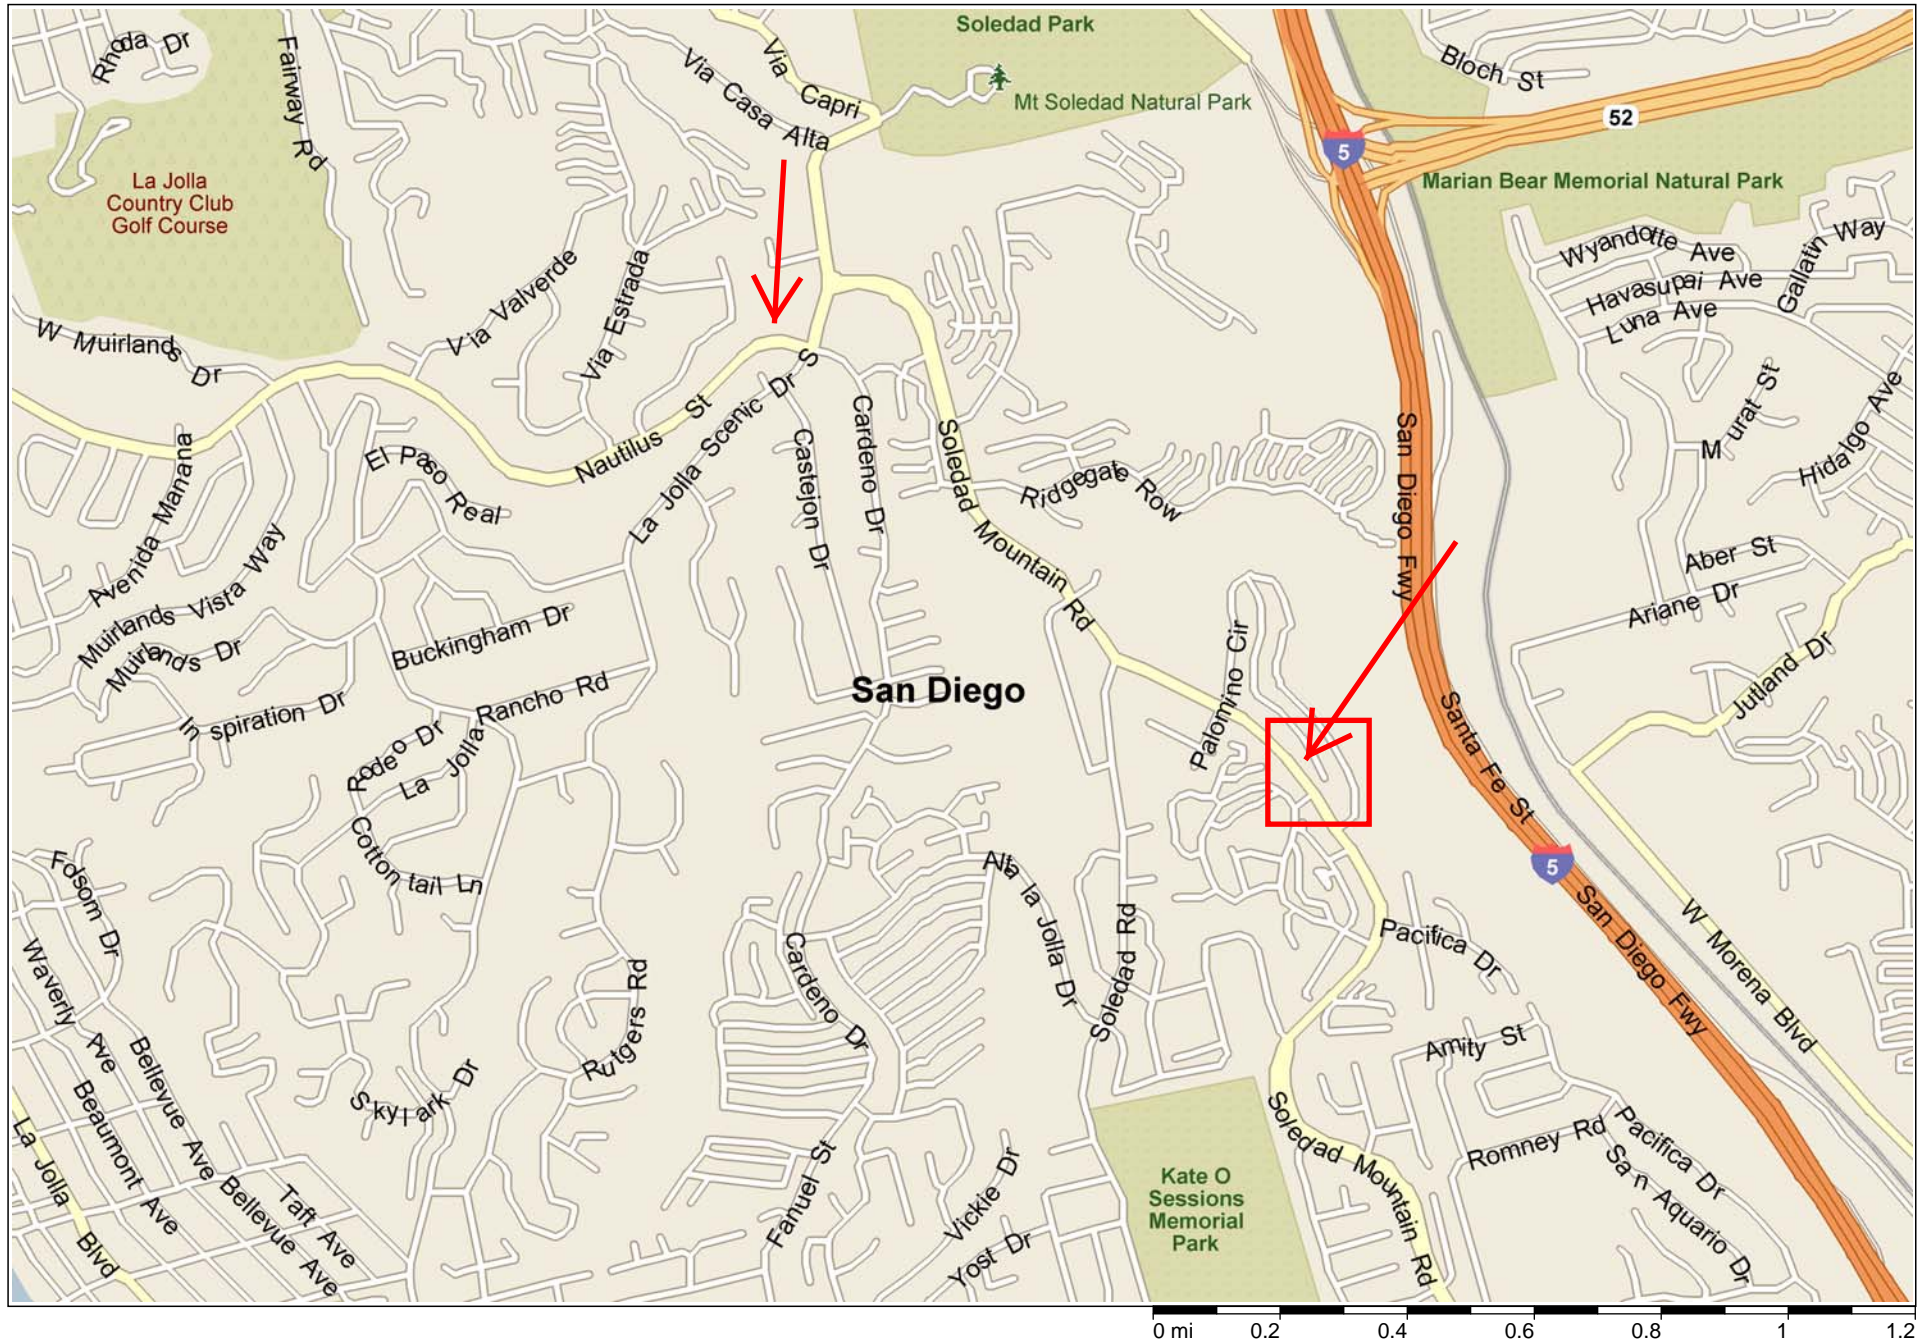 Soledad Park
Rhoda Dr
Fairway Rd
Via Capri
Via Casa Alta
Mt Soledad Natural Park
Bloch St
52
5
Marian Bear Memorial Natural Park
La Jolla
Country Club
Golf Course
Wyandotte Ave
Gallatin Way
Havasupai Ave
Luna Ave
Via Valverde
Via Estrada
W Muirlands Dr
La Jolla Scenic Dr S
Nautilus St
Castejon Dr
Cardeno Dr
Soledad Mountain Rd
Ridgegate Row
San Diego Fwy
Murat St
Hidalgo Ave
El Paso Real
Avenida Manana
Muirlands Vista Way
Muirlands Dr
Buckingham Dr
Aber St
Ariane Dr
Jutland Dr
Palomino Cir
San Diego
La Jolla Rancho Rd
Inspiration Dr
Rodeo Dr
Santa Fe St
Cotton tail Ln
5
Folsom Dr
Alta la Jolla Dr
Soledad Rd
Pacifica Dr
San Diego Fwy
W Morena Blvd
Waverly Ave
Cardeno Dr
Rutgers Rd
Amity St
Bellevue Ave
Beaumont Ave
Skylark Dr
Soledad Mountain Rd
Romney Rd
Pacifica Dr
San Aquario Dr
La Jolla Blvd
Bellevue Ave
Taft Ave
Fanuel St
Vickie Dr
Yost Dr
Kate O
Sessions
Memorial
Park
0 mi 0.2 0.4 0.6 0.8 1 1.2